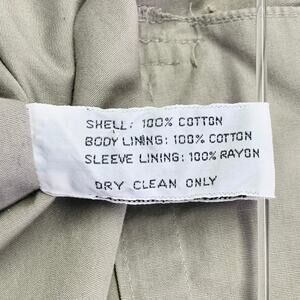 SHELL: 100% COTTON
BODY LINING: 100% COTTON
SLEEVE LINING: 100% RAYON
DRY CLEAN ONLY